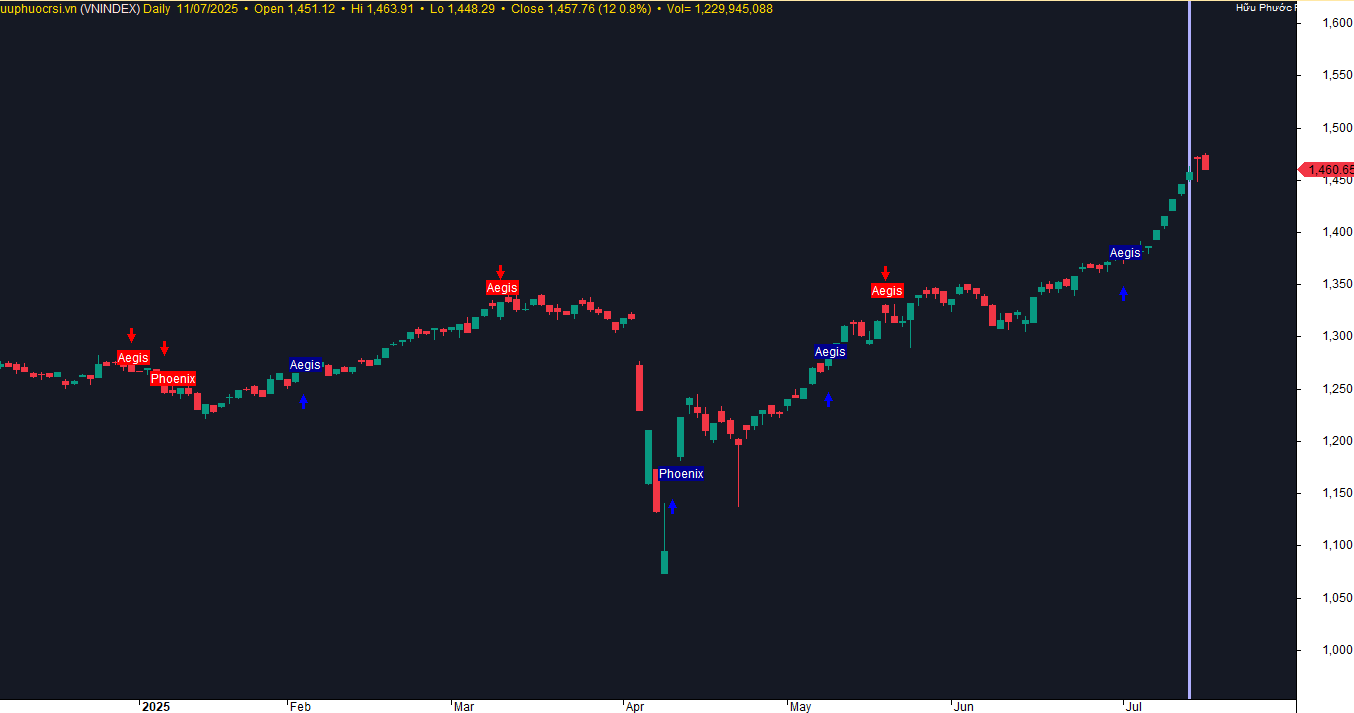 uuphuocrsi.vn (VNINDEX) Daily 11/07/2025 • Open 1,451.12 • Hi 1,463.91 • Lo 1,448.29 • Close 1,457.76 (12 0.8%) • Vol= 1,229,945,088
Hữu Phước
1,600
1,550
1,500
1,460.65
1,450
1,400
Aegis
1,350
Aegis
Aegis
1,300
Aegis
Aegis
Aegis
Phoenix
1,250
1,200
Phoenix
1,150
1,100
1,050
1,000
2025 Feb Mar Apr May Jun Jul